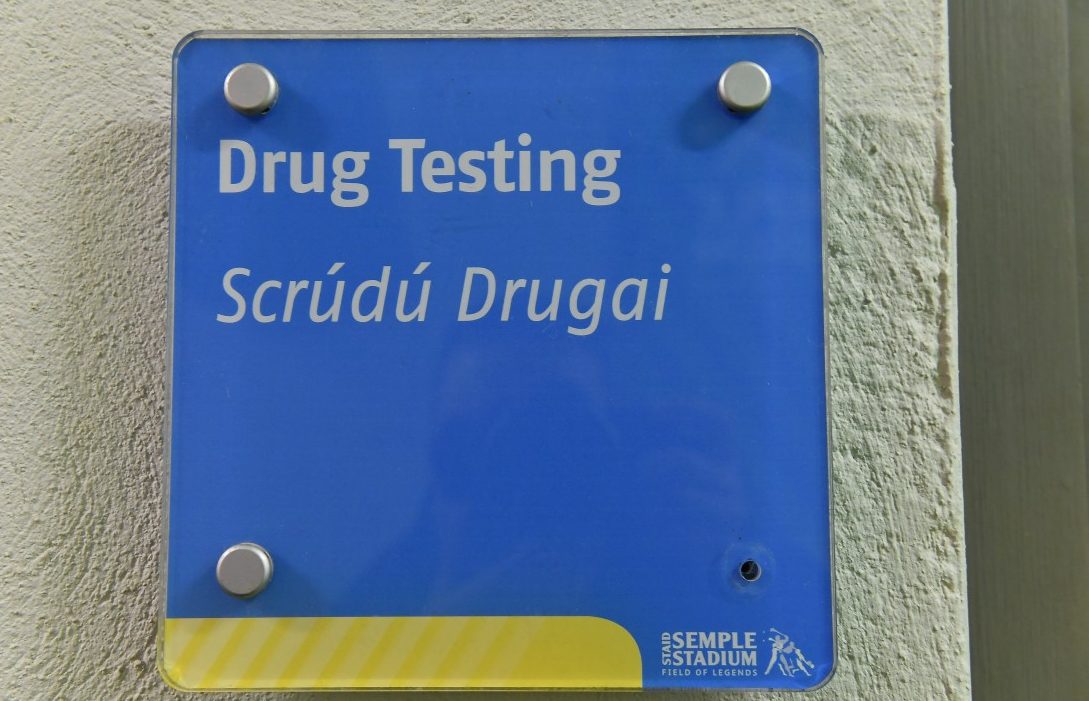 Drug Testing
Scrúdú Drugai
STAID SEMPLE
STADIUM
FIELD OF LEGENDS